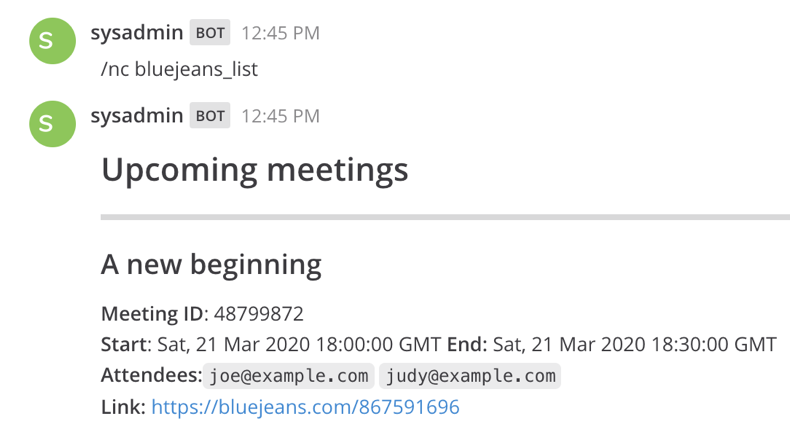 S sysadmin BOT 12:45 PM
/nc bluejeans_list
S sysadmin BOT 12:45 PM
Upcoming meetings
A new beginning
Meeting ID: 48799872
Start: Sat, 21 Mar 2020 18:00:00 GMT End: Sat, 21 Mar 2020 18:30:00 GMT
Attendees: joe@example.com judy@example.com
Link: https://bluejeans.com/867591696